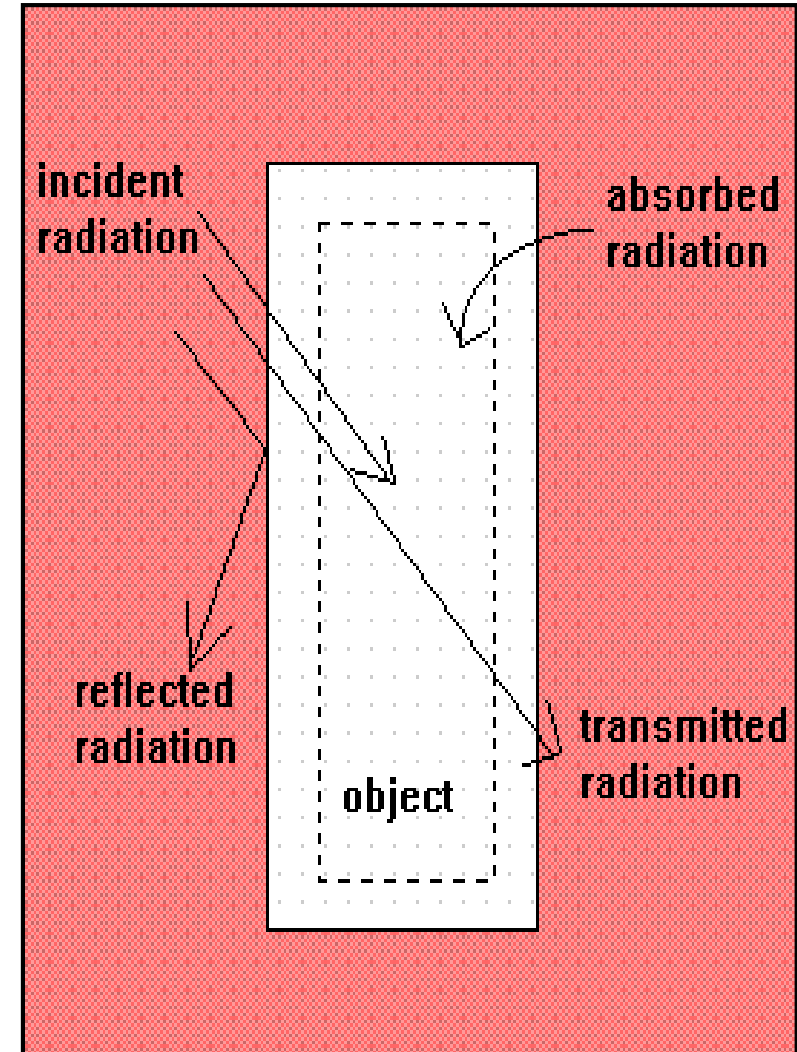 incident
radiation
absorbed
radiation
reflected
radiation
transmitted
radiation
object